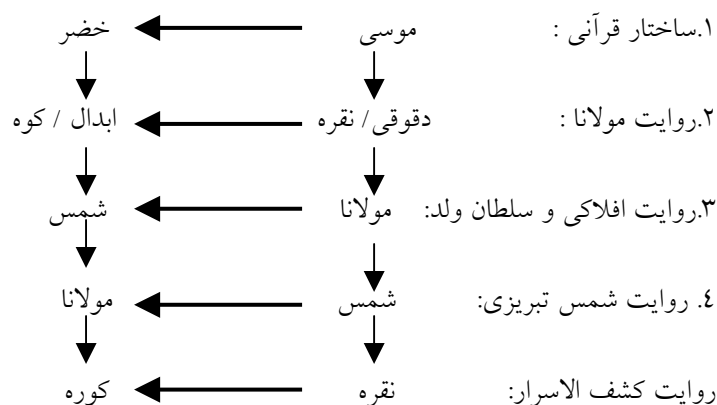 ۱.ساختار قرآنی : موسی خضر
۲.روایت مولانا : دقوقی/ نقره ابدال / کوه
۳.روایت افلاکی و سلطان ولد: مولانا شمس
٤. روایت شمس تبریزی: شمس مولانا
روایت کشف الاسرار: نقره کوره